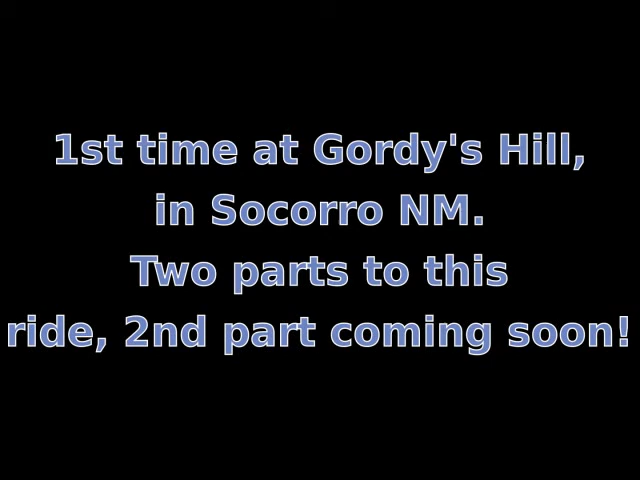 1st time at Gordy's Hill,
in Socorro NM.
Two parts to this
ride, 2nd part coming soon!